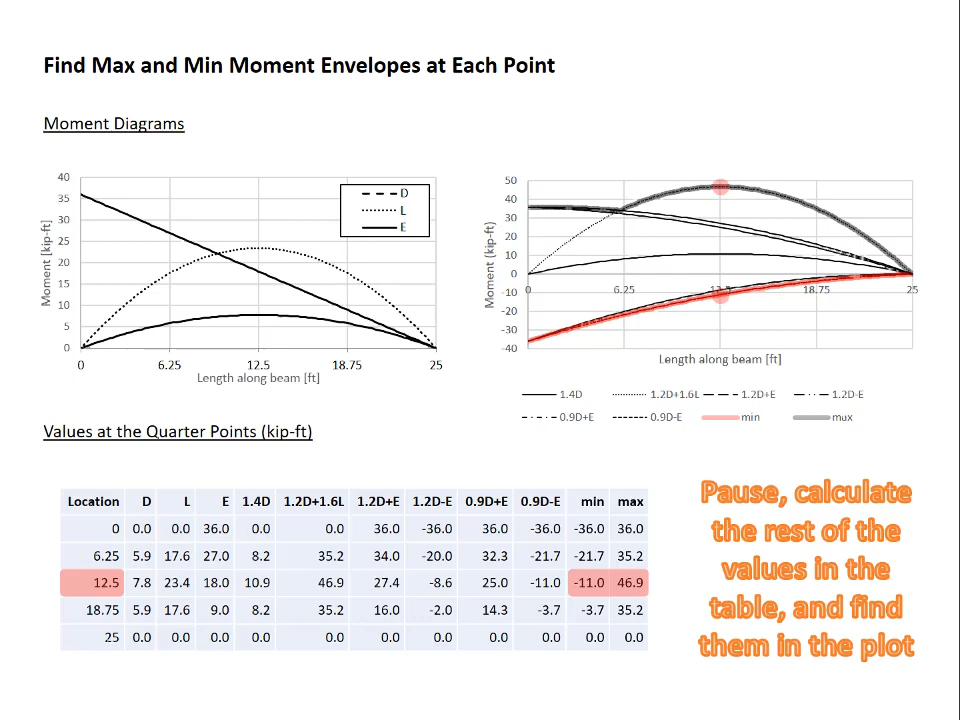 Find Max and Min Moment Envelopes at Each Point
Moment Diagrams
40
35
30
25
20
15
10
5
0
Moment [kip-ft]
D
L
E
0 6.25 12.5 18.75 25
Length along beam [ft]
50
40
30
20
10
0
-10
-20
-30
-40
Moment (kip-ft)
0 6.25 12.5 18.75 25
Length along beam [ft]
1.4D 1.2D+1.6L 1.2D+E 1.2D-E
0.9D+E 0.9D-E min max
Values at the Quarter Points (kip-ft)
Location D L E 1.4D 1.2D+1.6L 1.2D+E 1.2D-E 0.9D+E 0.9D-E min max
0 0.0 0.0 36.0 0.0 0.0 36.0 -36.0 36.0 -36.0 -36.0 36.0
6.25 5.9 17.6 27.0 8.2 35.2 34.0 -20.0 32.3 -21.7 -21.7 35.2
12.5 7.8 23.4 18.0 10.9 46.9 27.4 -8.6 25.0 -11.0 -11.0 46.9
18.75 5.9 17.6 9.0 8.2 35.2 16.0 -2.0 14.3 -3.7 -3.7 35.2
25 0.0 0.0 0.0 0.0 0.0 0.0 0.0 0.0 0.0 0.0 0.0
Pause, calculate
the rest of the
values in the
table, and find
them in the plot